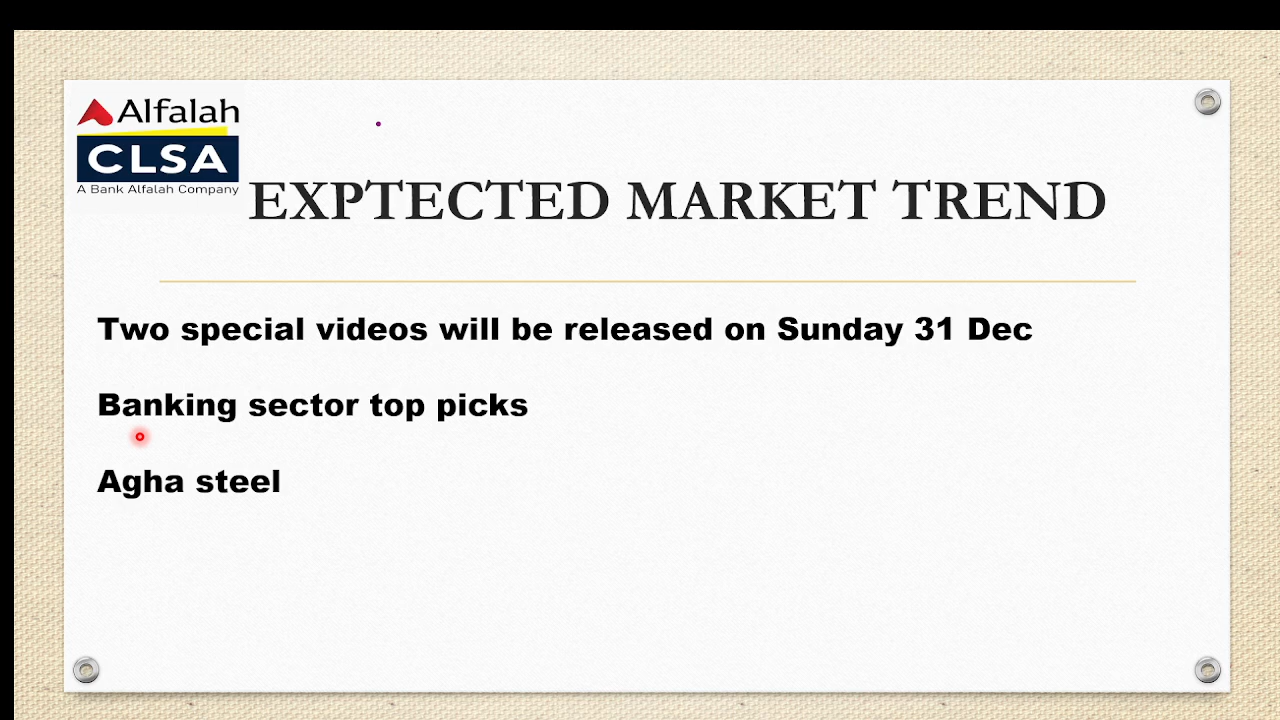 Alfalah
CLSA
A Bank Alfalah Company
EXPTECTED MARKET TREND
Two special videos will be released on Sunday 31 Dec
Banking sector top picks
Agha steel